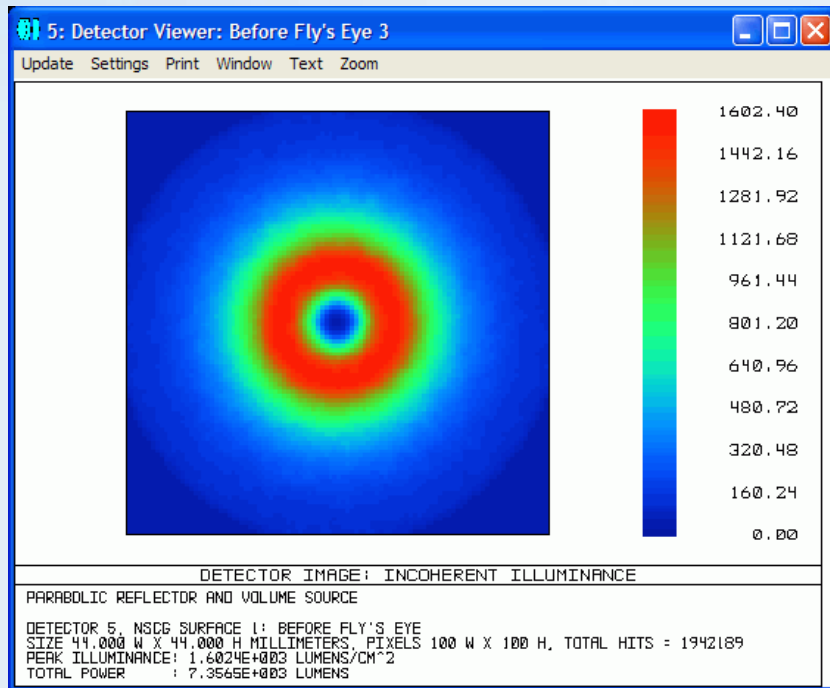 5: Detector Viewer: Before Fly's Eye 3
Update Settings Print Window Text Zoom
1602.40
1442.16
1281.92
1121.68
961.44
801.20
640.96
480.72
320.48
160.24
0.00
DETECTOR IMAGE: INCOHERENT ILLUMINANCE
PARABOLIC REFLECTOR AND VOLUME SOURCE
DETECTOR 5, NSCG SURFACE 1: BEFORE FLY'S EYE
SIZE 44.000 W X 44.000 H MILLIMETERS, PIXELS 100 W X 100 H, TOTAL HITS = 1942189
PEAK ILLUMINANCE: 1.6024E+003 LUMENS/CM^2
TOTAL POWER : 7.3565E+003 LUMENS